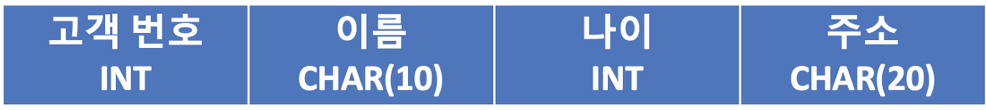 고객 번호 이름 나이 주소
INT CHAR(10) INT CHAR(20)